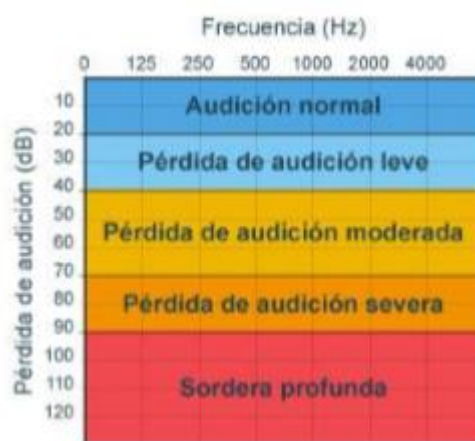 Frecuencia (Hz)
0 125 250 500 1000 2000 4000
Pérdida de audición (dB)
10
Audición normal
20
30
Pérdida de audición leve
40
50
Pérdida de audición moderada
60
70
80
Pérdida de audición severa
90
100
110
Sordera profunda
120